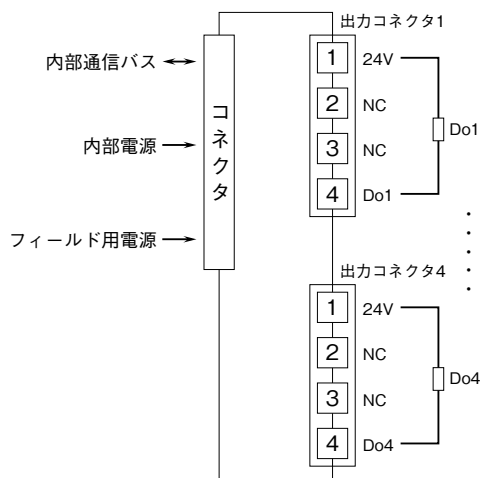 出力コネクタ1
内部通信バス
内部電源
フィールド用電源
コネクタ
1 24V
2 NC
3 NC
4 Do1
Do1
出力コネクタ4
1 24V
2 NC
3 NC
4 Do4
Do4